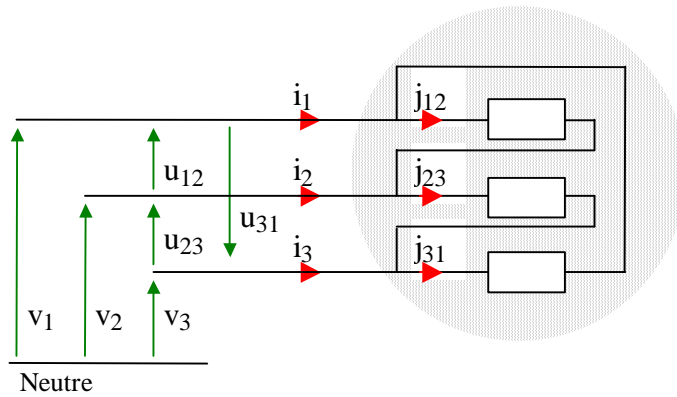 i₁ j₁₂
u₁₂ i₂ j₂₃
u₃₁
u₂₃ i₃ j₃₁
v₁ v₂ v₃
Neutre